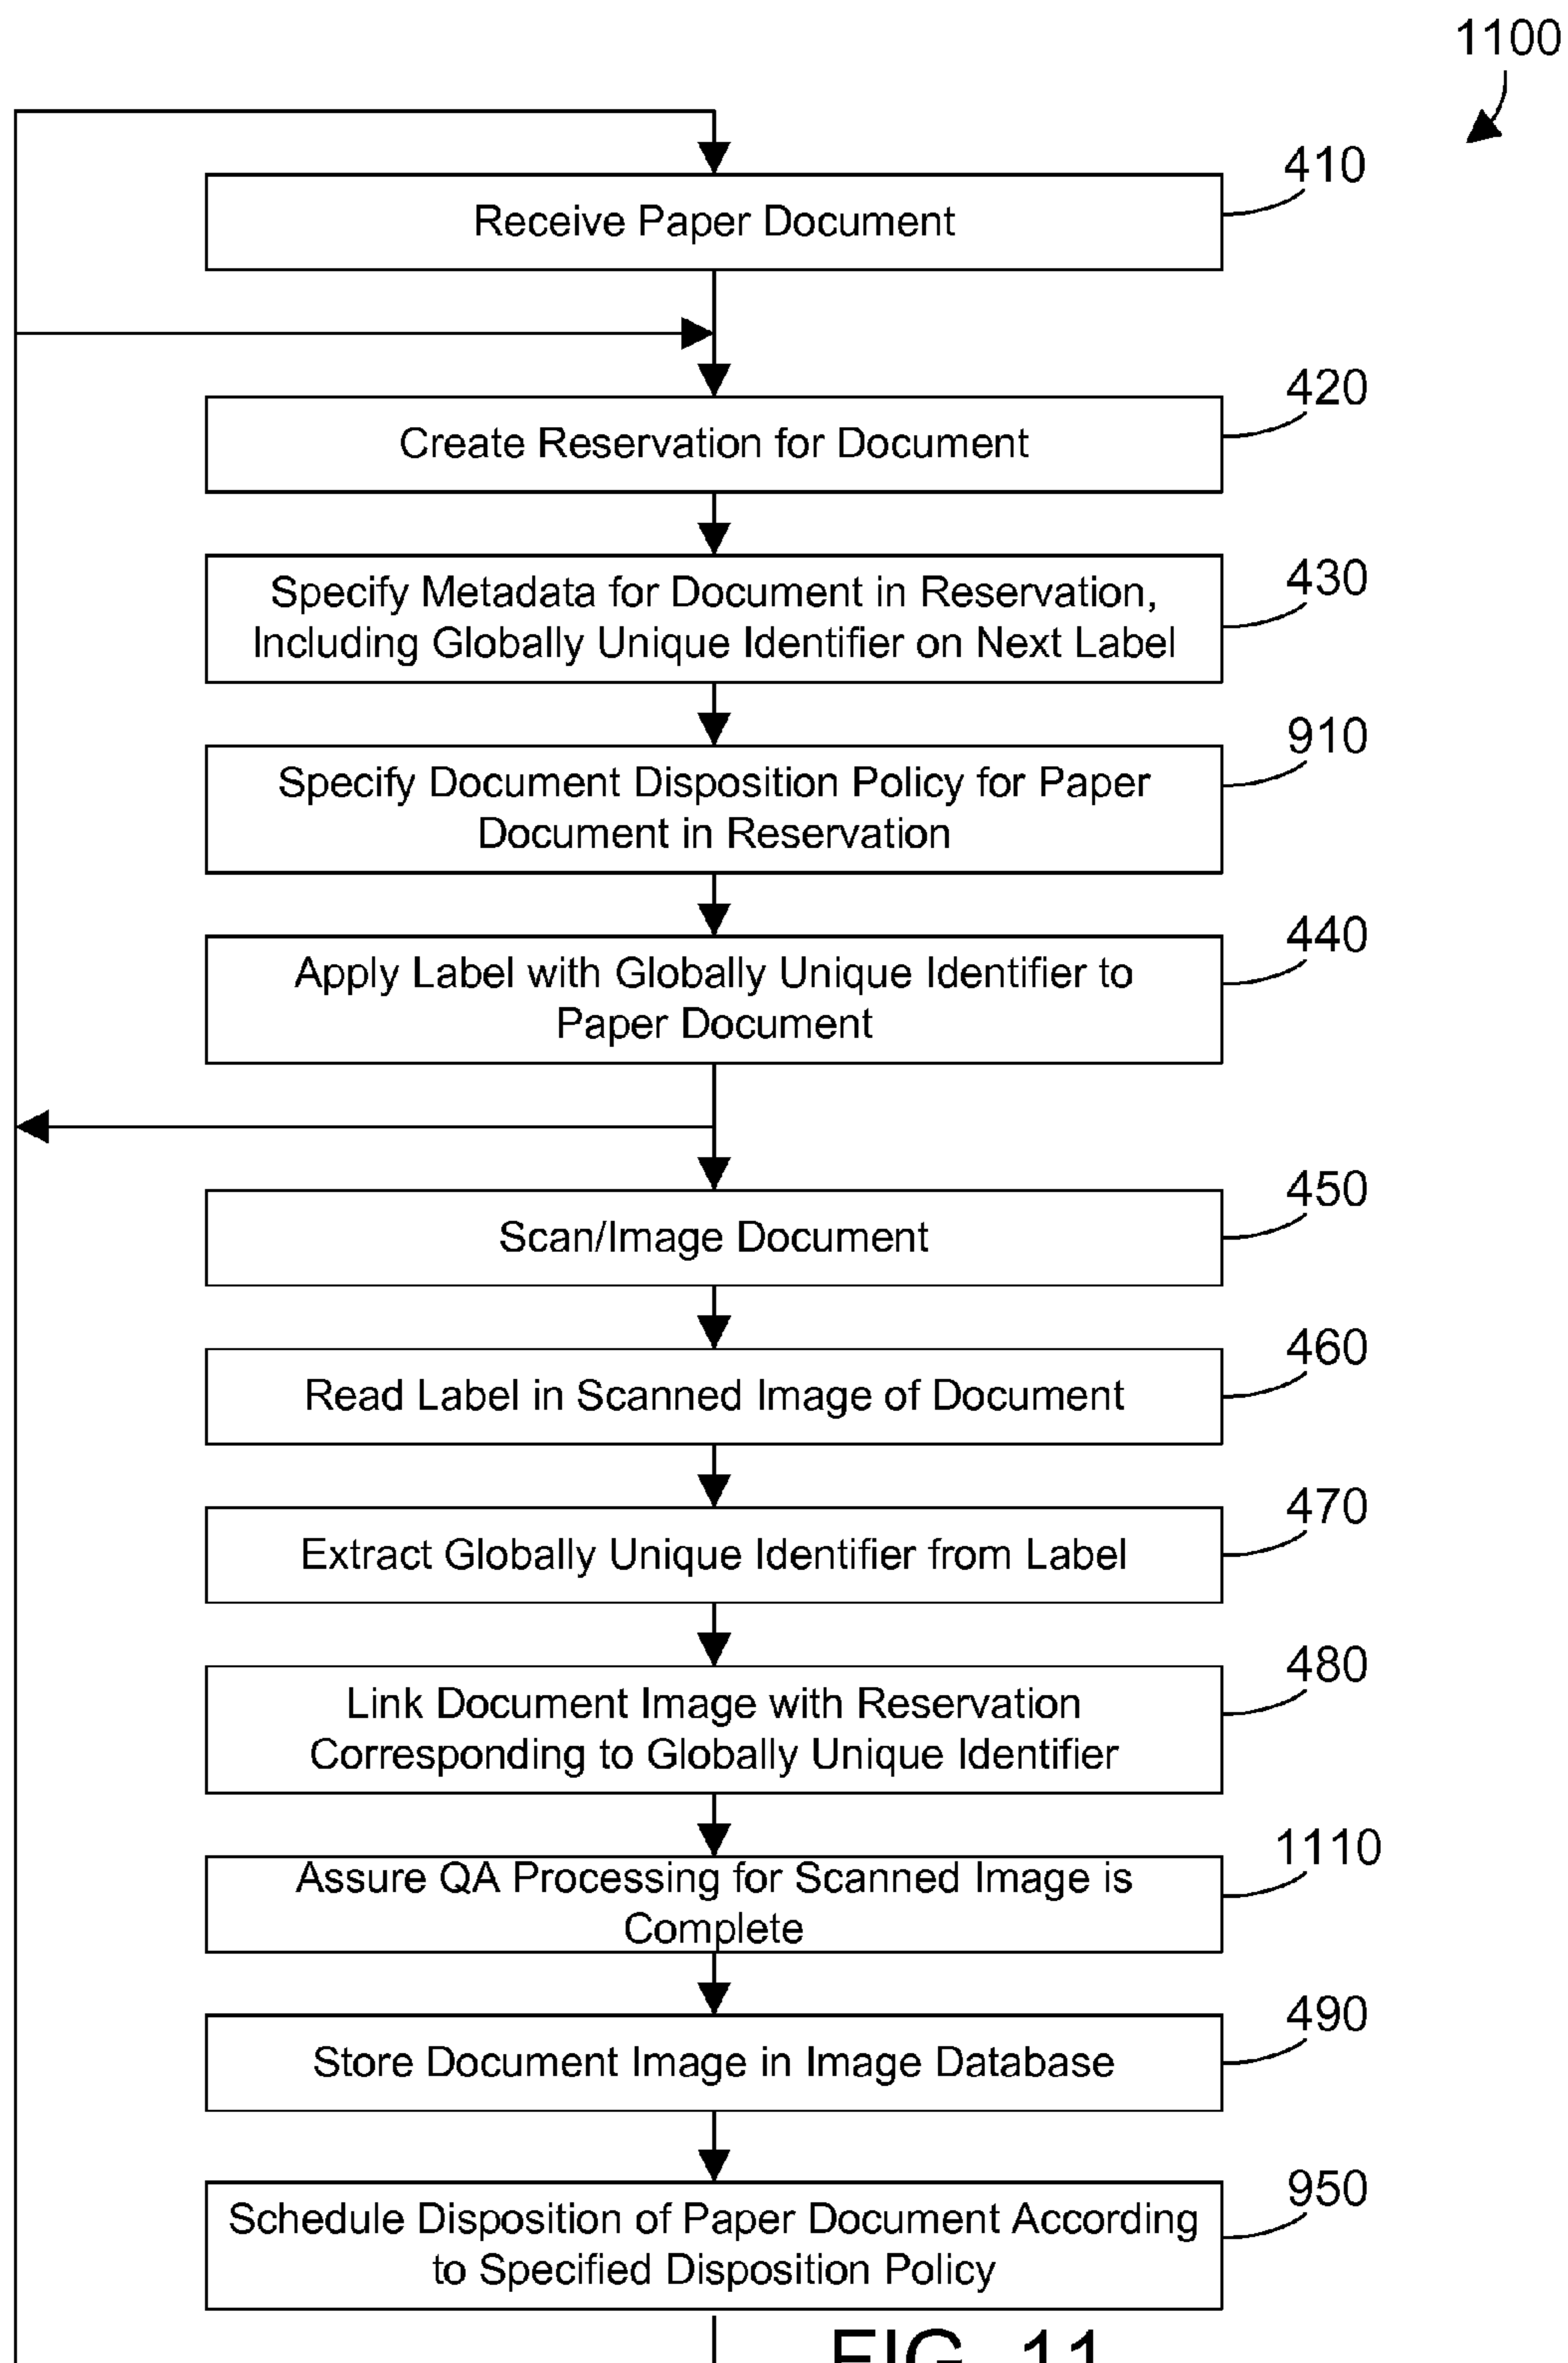 1100
410
Receive Paper Document
420
Create Reservation for Document
430
Specify Metadata for Document in Reservation,
Including Globally Unique Identifier on Next Label
910
Specify Document Disposition Policy for Paper
Document in Reservation
440
Apply Label with Globally Unique Identifier to
Paper Document
450
Scan/Image Document
460
Read Label in Scanned Image of Document
470
Extract Globally Unique Identifier from Label
480
Link Document Image with Reservation
Corresponding to Globally Unique Identifier
1110
Assure QA Processing for Scanned Image is
Complete
490
Store Document Image in Image Database
950
Schedule Disposition of Paper Document According
to Specified Disposition Policy
FIG. 11